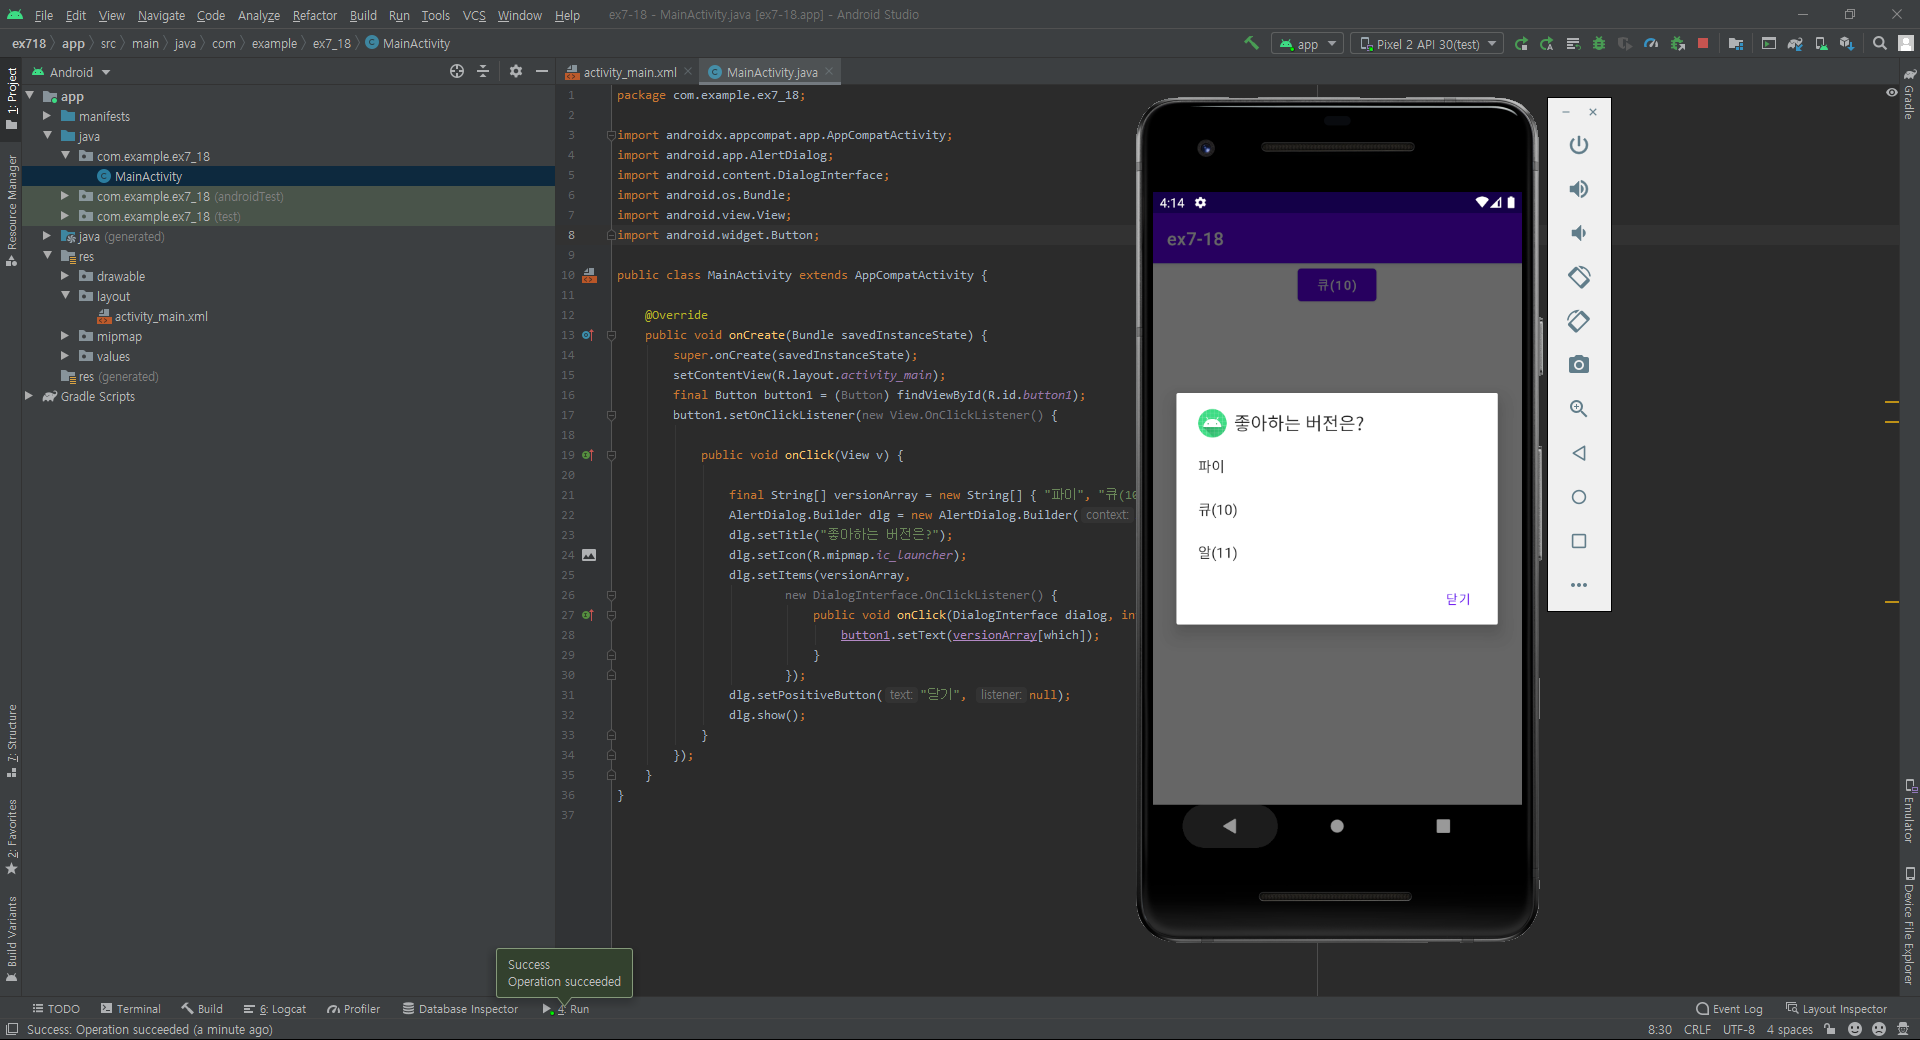 File Edit View Navigate Code Analyze Refactor Build Run Tools VCS Window Help ex7-18 - MainActivity.java [ex7-18.app] - Android Studio
ex718 app src main java com example ex7_18 MainActivity app Pixel 2 API 30(test)
1: Project
Resource Manager
7: Structure
2: Favorites
Build Variants
Android
app
manifests
java
com.example.ex7_18
MainActivity
com.example.ex7_18 (androidTest)
com.example.ex7_18 (test)
java (generated)
res
drawable
layout
activity_main.xml
mipmap
values
res (generated)
Gradle Scripts
activity_main.xml MainActivity.java
1 package com.example.ex7_18;
2
3 import androidx.appcompat.app.AppCompatActivity;
4 import android.app.AlertDialog;
5 import android.content.DialogInterface;
6 import android.os.Bundle;
7 import android.view.View;
8 import android.widget.Button;
9
10 public class MainActivity extends AppCompatActivity {
11
12 @Override
13 public void onCreate(Bundle savedInstanceState) {
14 super.onCreate(savedInstanceState);
15 setContentView(R.layout.activity_main);
16 final Button button1 = (Button) findViewById(R.id.button1);
17 button1.setOnClickListener(new View.OnClickListener() {
18
19 public void onClick(View v) {
20
21 final String[] versionArray = new String[] { "파이", "큐(10
22 AlertDialog.Builder dlg = new AlertDialog.Builder( context:
23 dlg.setTitle("좋아하는 버전은?");
24 dlg.setIcon(R.mipmap.ic_launcher);
25 dlg.setItems(versionArray,
26 new DialogInterface.OnClickListener() {
27 public void onClick(DialogInterface dialog, in
28 button1.setText(versionArray[which]);
29 }
30 });
31 dlg.setPositiveButton( text: "닫기", listener: null);
32 dlg.show();
33 }
34 });
35 }
36 }
37
4:14
ex7-18
큐(10)
좋아하는 버전은?
파이
큐(10)
알(11)
닫기
Gradle
Emulator
Device File Explorer
Success
Operation succeeded
TODO Terminal Build 6: Logcat Profiler Database Inspector 4: Run Event Log Layout Inspector
Success: Operation succeeded (a minute ago) 8:30 CRLF UTF-8 4 spaces